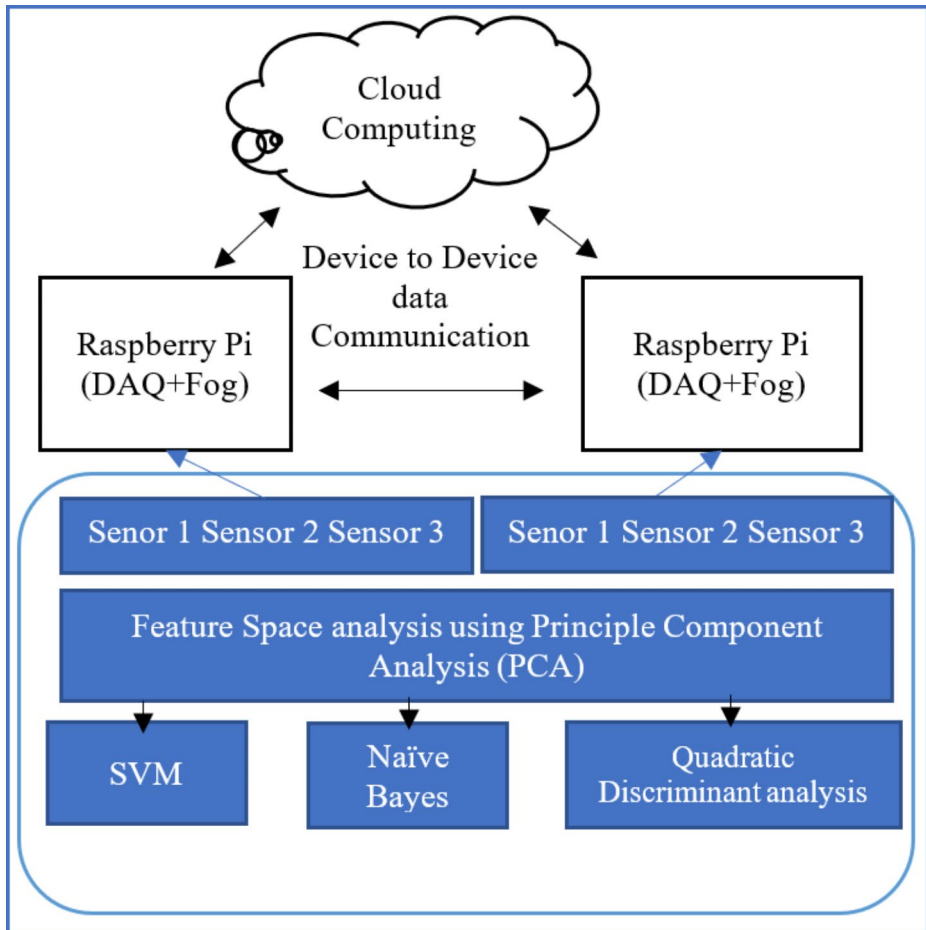 Cloud
Computing
Device to Device
data
Communication
Raspberry Pi
(DAQ+Fog)
Raspberry Pi
(DAQ+Fog)
Senor 1 Sensor 2 Sensor 3
Senor 1 Sensor 2 Sensor 3
Feature Space analysis using Principle Component
Analysis (PCA)
SVM
Naïve
Bayes
Quadratic
Discriminant analysis